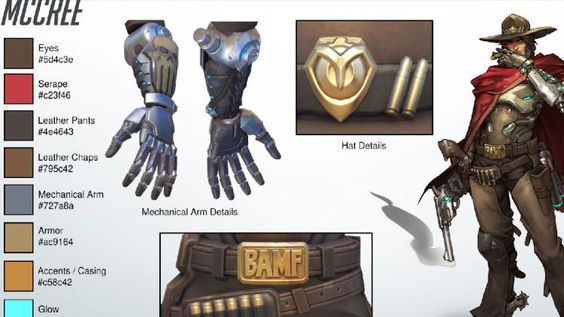 MCCREE
Eyes
#5d4c3e
Serape
#c23f46
Leather Pants
#4e4643
Leather Chaps
#795c42
Mechanical Arm
#727a8a
Armor
#ac9164
Accents / Casing
#c58c42
Glow
Mechanical Arm Details
Hat Details
BAMF
BAMF